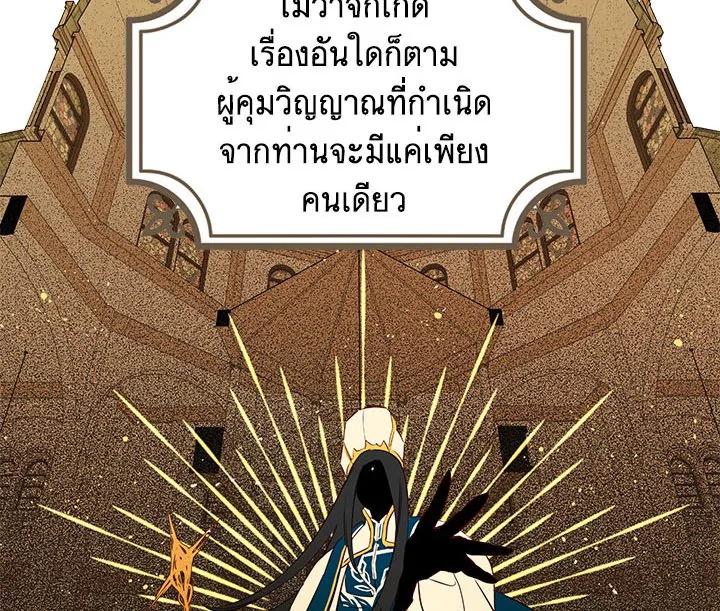 ไม่ว่าจักเกิด
เรื่องอันใดก็ตาม
ผู้คุมวิญญาณที่กำเนิด
จากท่านจะมีแค่เพียง
คนเดียว